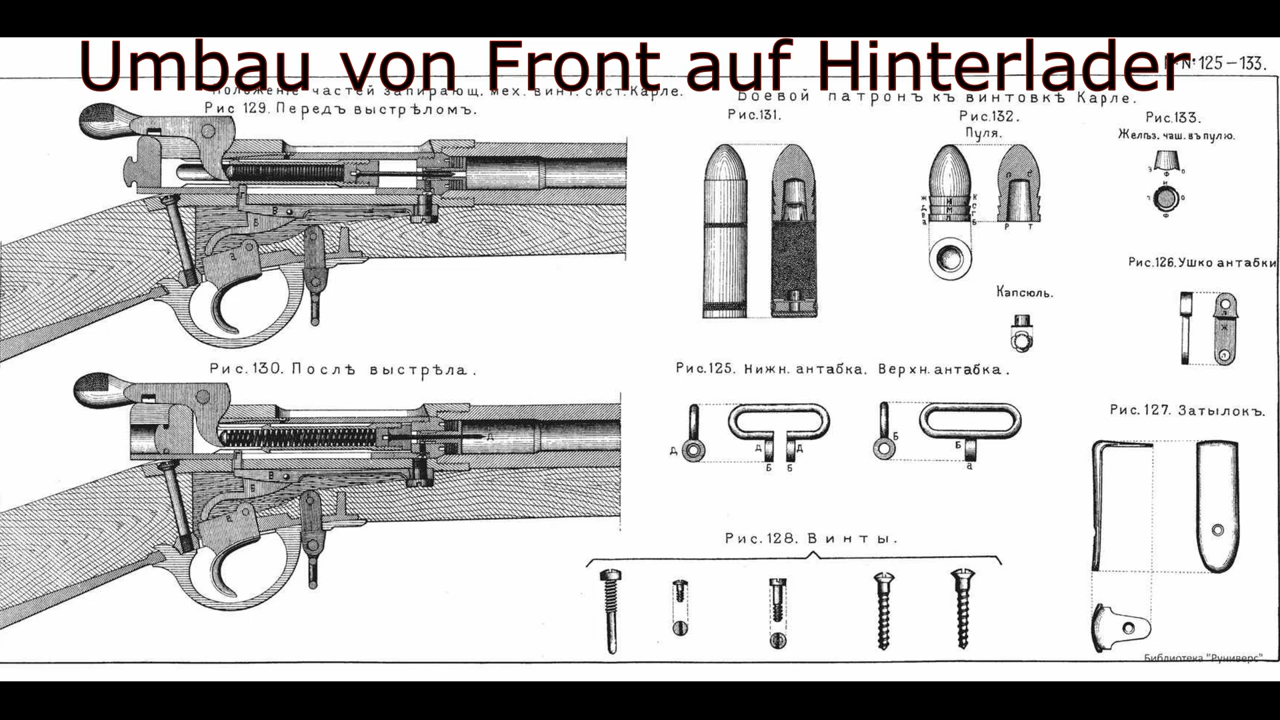 Umbau von Front auf Hinterlader
№ 125–133.
Положеніе частей запирающ. мех. винт. сист. Карле.
Рис 129. Передъ выстрѣломъ.
Боевой патронъ къ винтовкѣ Карле.
Рис.131.
Рис.132.
Пуля.
Рис.133.
Желѣз. чаш. въ пулю.
Рис.126. Ушко антабки
Капсюль.
Рис.130. Послѣ выстрѣла.
Рис.125. Нижн. антабка. Верхн. антабка.
Рис.127. Затылокъ.
Рис.128. Винты.
Библиотека "Руниверс"